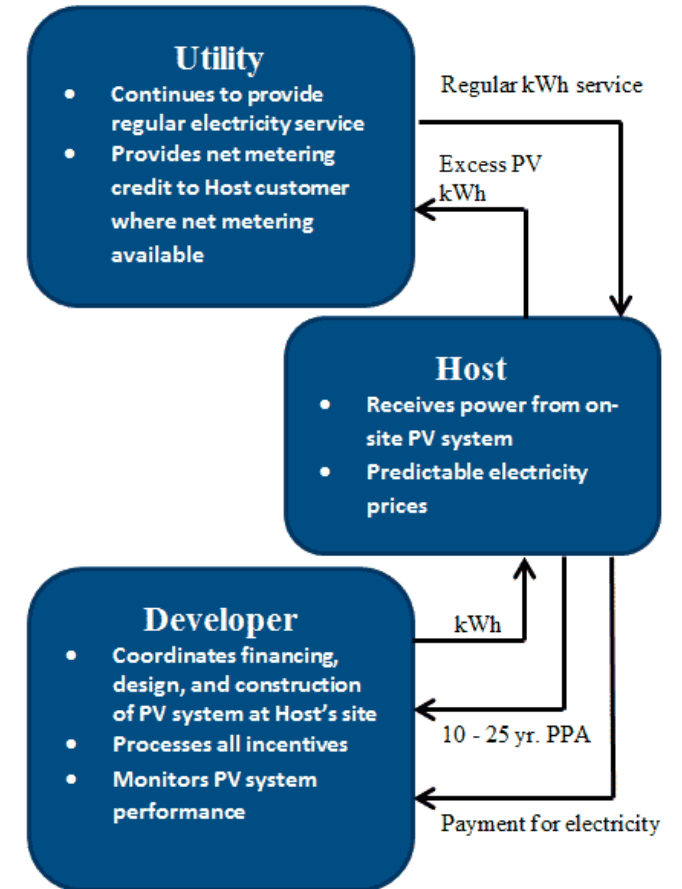 Utility
• Continues to provide
regular electricity service
• Provides net metering
credit to Host customer
where net metering
available
Regular kWh service
Excess PV
kWh
Host
• Receives power from on-
site PV system
• Predictable electricity
prices
Developer
• Coordinates financing,
design, and construction
of PV system at Host's site
• Processes all incentives
• Monitors PV system
performance
kWh
10 - 25 yr. PPA
Payment for electricity